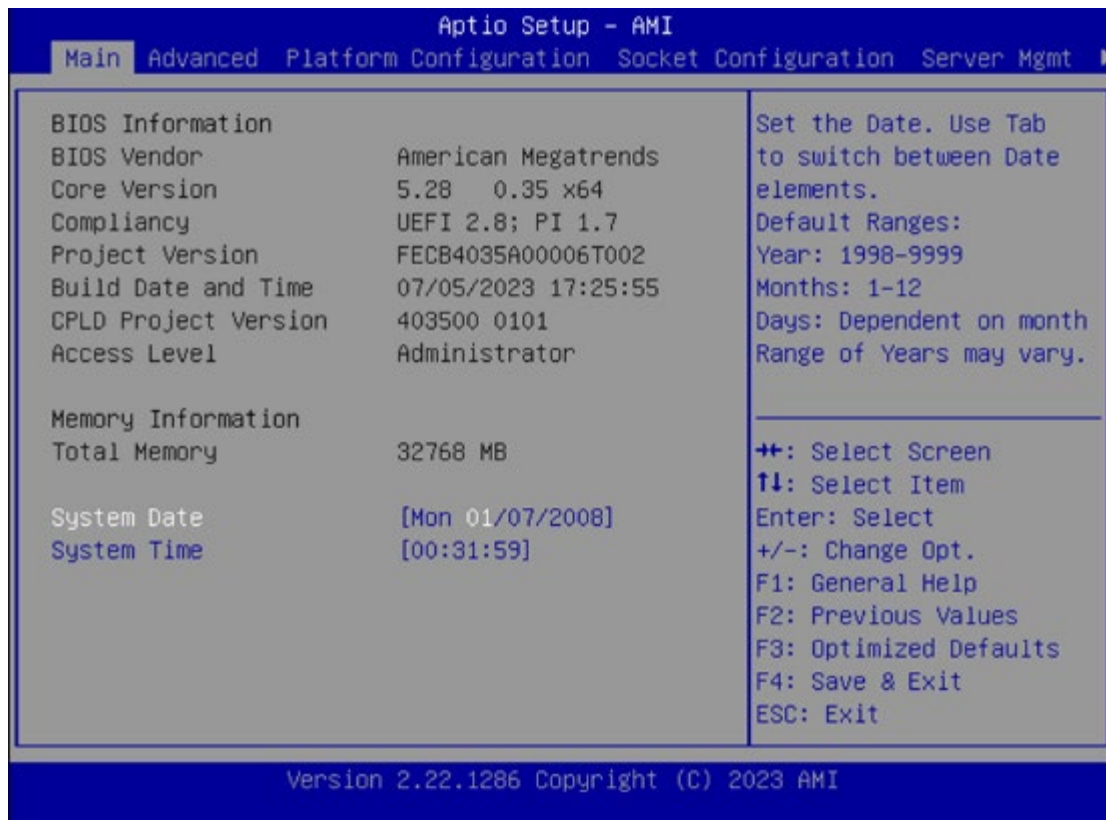 Aptio Setup – AMI
Main Advanced Platform Configuration Socket Configuration Server Mgmt
BIOS Information
BIOS Vendor American Megatrends
Core Version 5.28 0.35 x64
Compliancy UEFI 2.8; PI 1.7
Project Version FECB4035A00006T002
Build Date and Time 07/05/2023 17:25:55
CPLD Project Version 403500 0101
Access Level Administrator
Memory Information
Total Memory 32768 MB
System Date [Mon 01/07/2008]
System Time [00:31:59]
Set the Date. Use Tab
to switch between Date
elements.
Default Ranges:
Year: 1998-9999
Months: 1-12
Days: Dependent on month
Range of Years may vary.
→←: Select Screen
↑↓: Select Item
Enter: Select
+/-: Change Opt.
F1: General Help
F2: Previous Values
F3: Optimized Defaults
F4: Save & Exit
ESC: Exit
Version 2.22.1286 Copyright (C) 2023 AMI